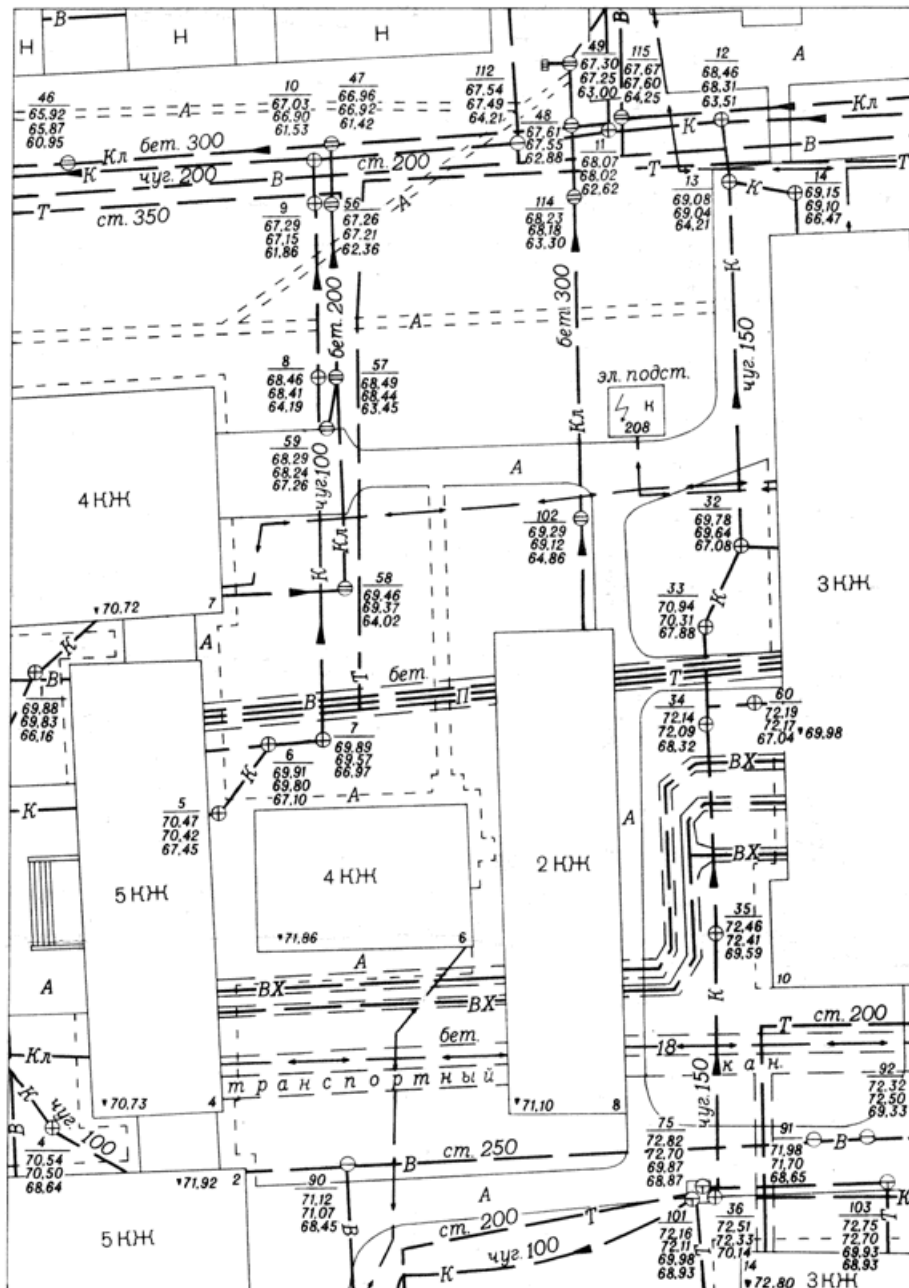 В
Н
Н
Н
В
А
46
65,92
65,87
60,95
А
10
67,03
66,90
61,53
47
66,96
66,92
61,42
112
67,54
67,49
64,21
49
67,30
67,25
63,00
115
67,67
67,60
64,25
12
68,46
68,31
63,51
48
67,61
67,55
62,88
Кл
К
В
Т
Кл бет. 300
К чуг. 200
В ст. 200
Т ст. 350
11
68,07
68,02
62,62
9
67,29
67,15
61,86
56
67,26
67,21
62,36
А
114
68,23
68,18
63,30
13
69,08
69,04
64,21
К
14
69,15
69,10
66,47
К
А
бет. 200
бет. 300
чуг. 150
8
68,46
68,41
64,19
57
68,49
68,44
63,45
эл. подст.
н
208
59
68,29
68,24
67,26
чуг.100
Кл
Кл
А
4КЖ
102
69,29
69,12
64,86
32
69,78
69,64
67,08
К
58
69,46
69,37
64,02
33
70,94
70,31
67,88
К
3КЖ
70.72
7
К
А
В
69,88
69,83
66,16
бет.
В
П
Т
Т
34
72,14
72,09
68,32
60
72,19
72,17
67,04
69,98
7
69,89
69,57
66,97
6
69,91
69,80
67,10
К
ВХ
К
5
70,47
70,42
67,45
А
А
5КЖ
4КЖ
2КЖ
ВХ
71,86
6
35
72,46
72,41
69,59
10
А
А
ВХ
ВХ
К
ст. 200
Т
Кл
бет.
18
транспортный
кан.
92
72,32
72,50
69,33
К
чуг. 100
В
4
70,54
70,50
68,64
70,73
4
71,10
8
чуг.150
75
72,82
72,70
69,87
68,87
91
71,98
71,70
68,65
В
ст. 250
В
71,92
2
90
71,12
71,07
68,45
В
А
5КЖ
ст. 200
Т
чуг. 100
К
101
72,16
72,11
69,98
68,93
Т
36
72,51
72,33
70,14
103
72,75
72,70
69,93
68,93
Т
К
14
72,80
3КЖ